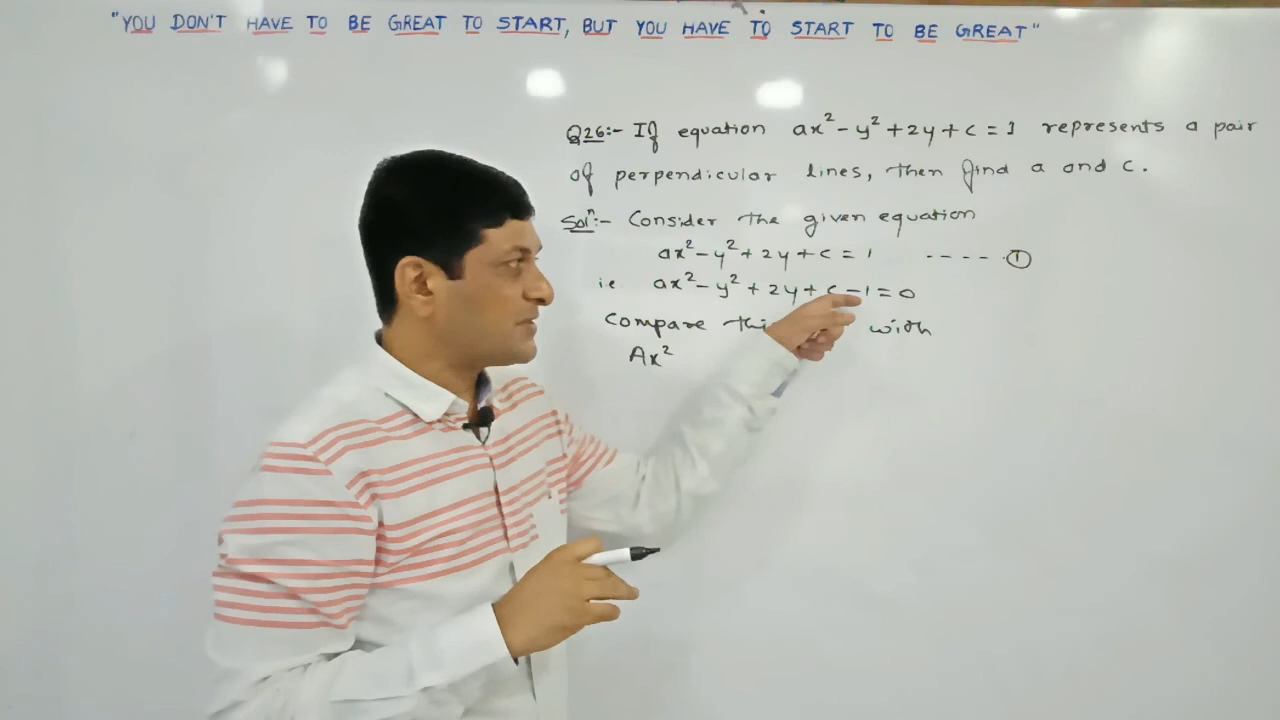 "YOU DON'T HAVE TO BE GREAT TO START, BUT YOU HAVE TO START TO BE GREAT"
Q26:- If equation ax² - y² + 2y + c = 1 represents a pair
of perpendicular lines, then find a and c.
Solⁿ:- Consider the given equation
ax² - y² + 2y + c = 1 ---- ①
i.e ax² - y² + 2y + c - 1 = 0
Compare with
Ax²